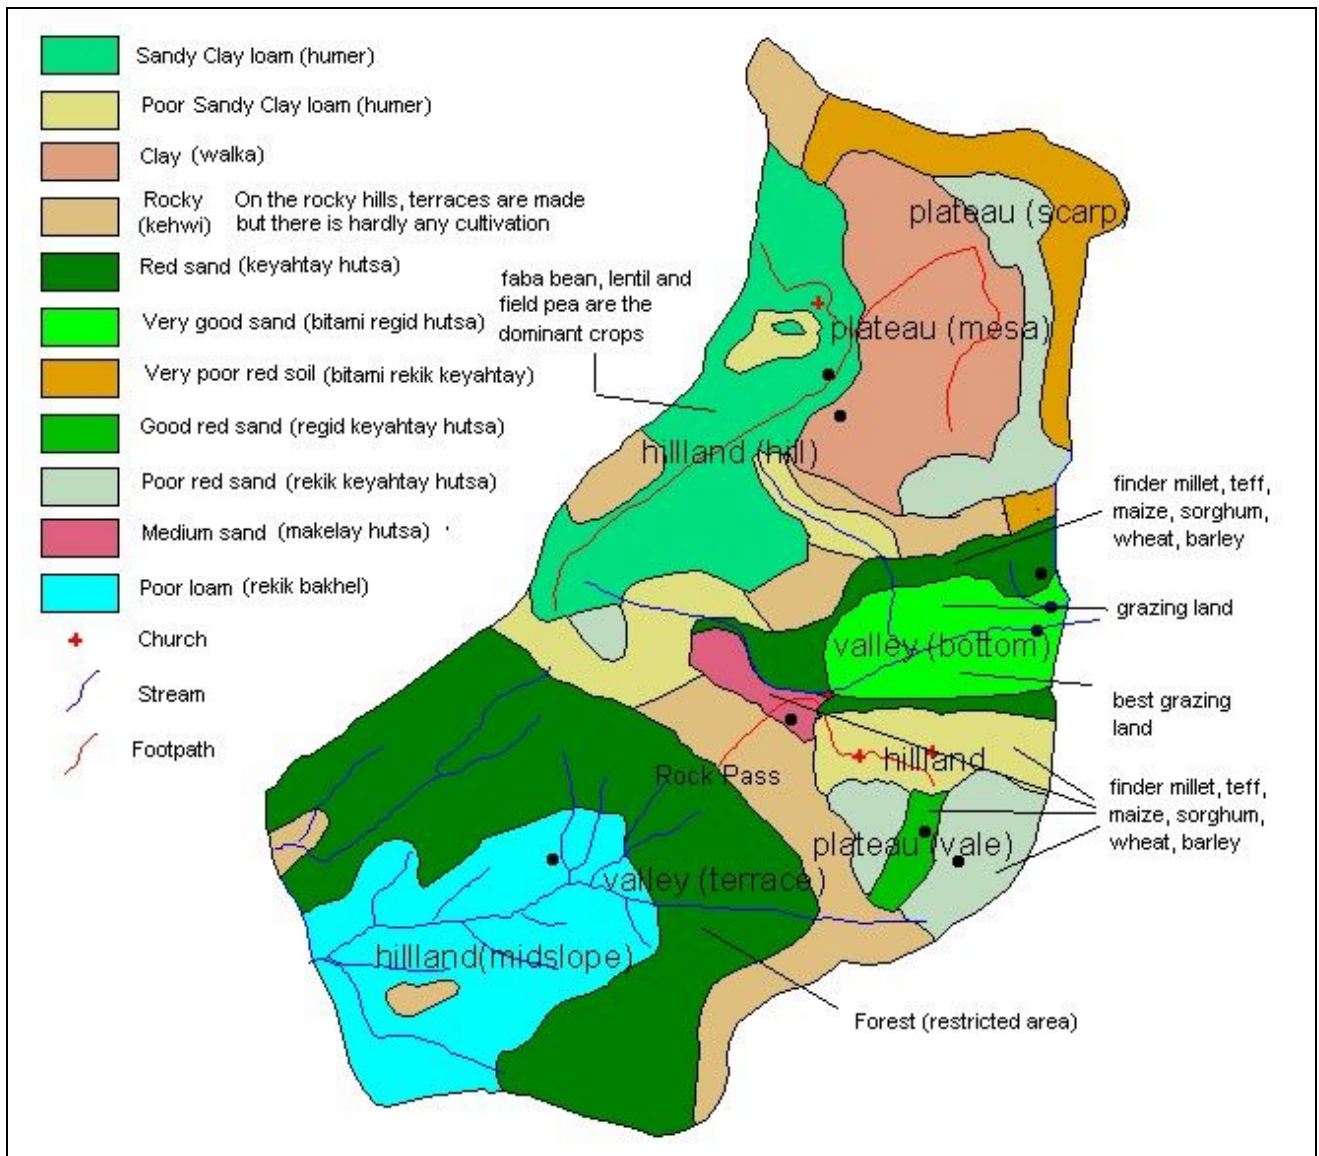 Sandy Clay loam (humer)
Poor Sandy Clay loam (humer)
Clay (walka)
Rocky (kehwi)
On the rocky hills, terraces are made
but there is hardly any cultivation
Red sand (keyahtay hutsa)
Very good sand (bitami regid hutsa)
Very poor red soil (bitami rekik keyahtay)
Good red sand (regid keyahtay hutsa)
Poor red sand (rekik keyahtay hutsa)
Medium sand (makelay hutsa)
Poor loam (rekik bakhel)
Church
Stream
Footpath
faba bean, lentil and
field pea are the
dominant crops
plateau (scarp)
plateau (mesa)
hillland (hill)
finder millet, teff,
maize, sorghum,
wheat, barley
grazing land
valley (bottom)
best grazing
land
hillland
Rock Pass
finder millet, teff,
maize, sorghum,
wheat, barley
plateau (vale)
valley (terrace)
hillland(midslope)
Forest (restricted area)